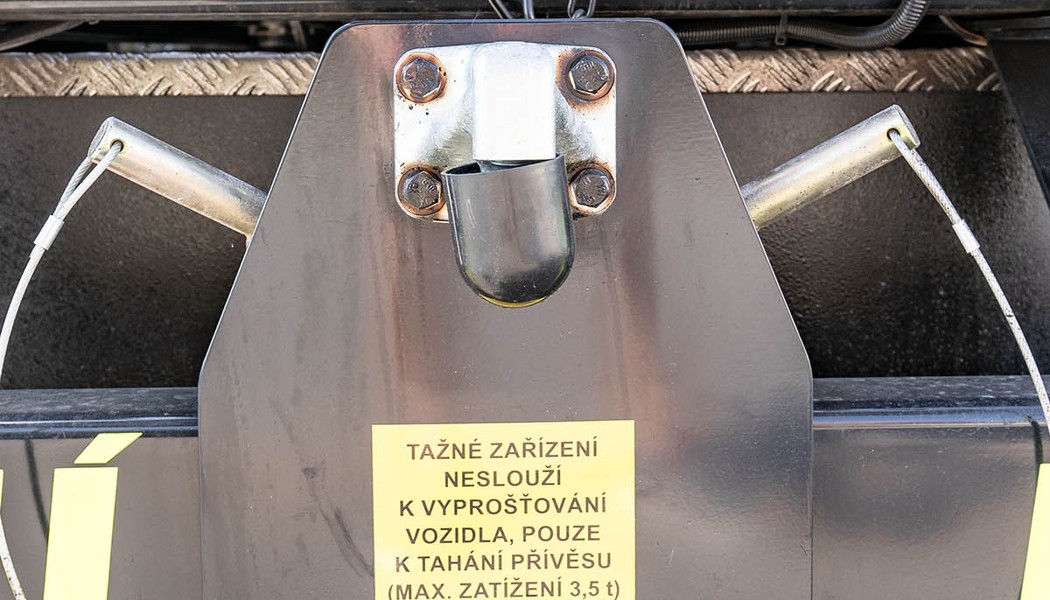 TAŽNÉ ZAŘÍZENÍ
NESLOUŽÍ
K VYPROŠŤOVÁNÍ
VOZIDLA, POUZE
K TAHÁNÍ PŘÍVĚSU
(MAX. ZATÍŽENÍ 3,5 t)